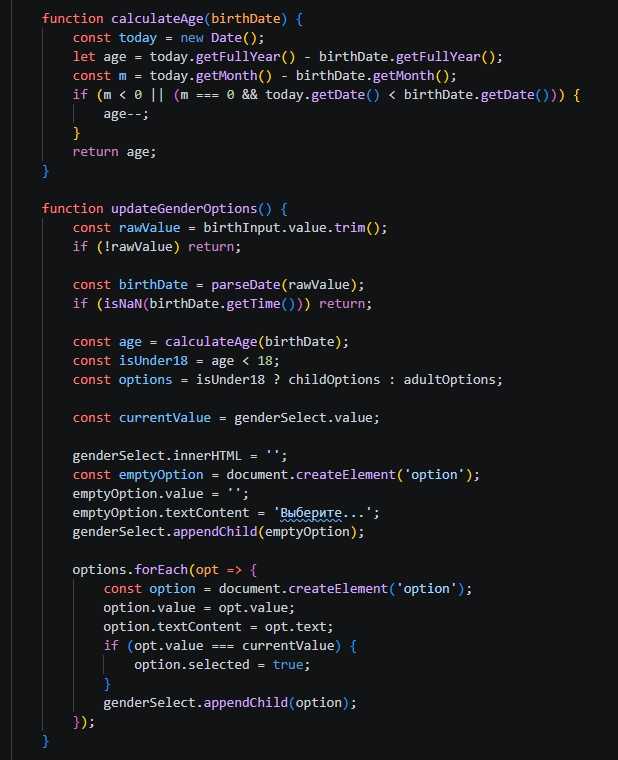 function calculateAge(birthDate) {
    const today = new Date();
    let age = today.getFullYear() - birthDate.getFullYear();
    const m = today.getMonth() - birthDate.getMonth();
    if (m < 0 || (m === 0 && today.getDate() < birthDate.getDate())) {
        age--;
    }
    return age;
}

function updateGenderOptions() {
    const rawValue = birthInput.value.trim();
    if (!rawValue) return;

    const birthDate = parseDate(rawValue);
    if (isNaN(birthDate.getTime())) return;

    const age = calculateAge(birthDate);
    const isUnder18 = age < 18;
    const options = isUnder18 ? childOptions : adultOptions;

    const currentValue = genderSelect.value;

    genderSelect.innerHTML = '';
    const emptyOption = document.createElement('option');
    emptyOption.value = '';
    emptyOption.textContent = 'Выберите...';
    genderSelect.appendChild(emptyOption);

    options.forEach(opt => {
        const option = document.createElement('option');
        option.value = opt.value;
        option.textContent = opt.text;
        if (opt.value === currentValue) {
            option.selected = true;
        }
        genderSelect.appendChild(option);
    });
}